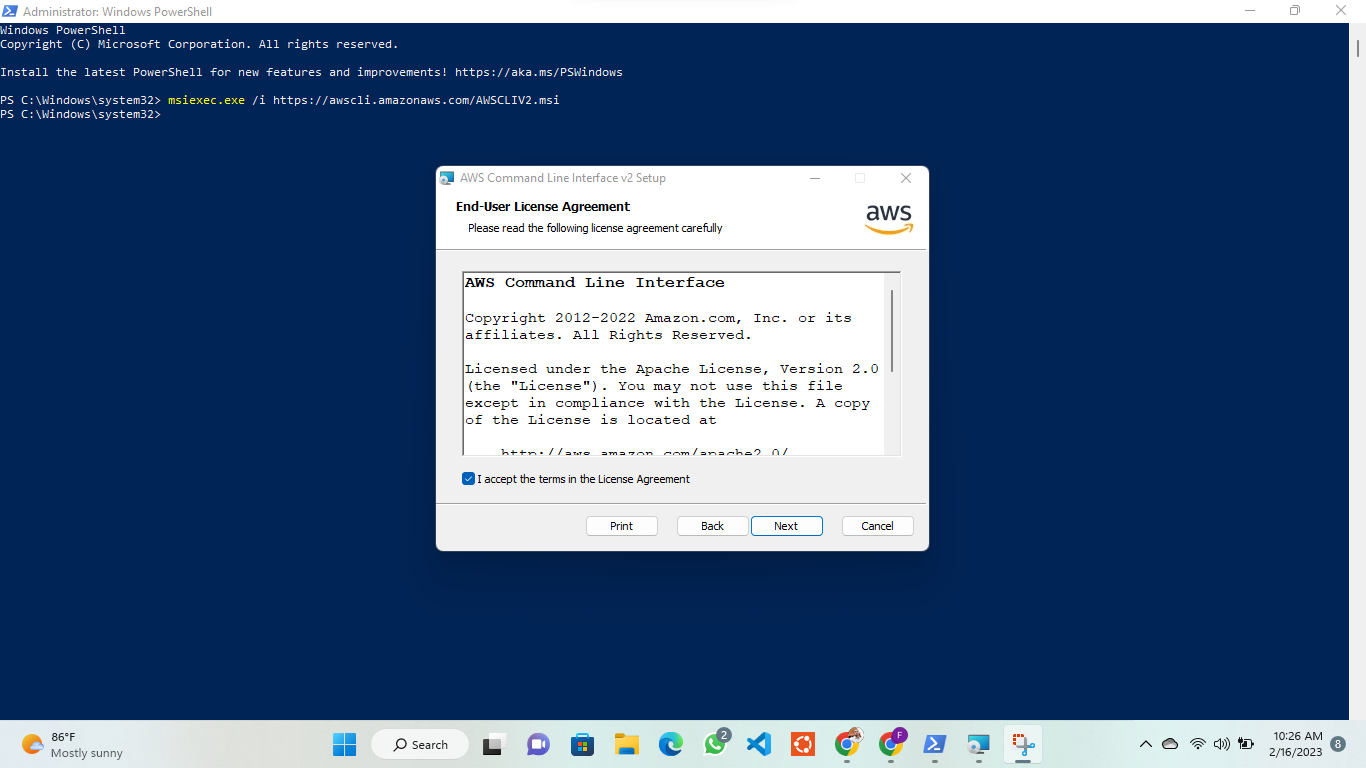 Administrator: Windows PowerShell
Windows PowerShell
Copyright (C) Microsoft Corporation. All rights reserved.
Install the latest PowerShell for new features and improvements! https://aka.ms/PSWindows
PS C:\Windows\system32> msiexec.exe /i https://awscli.amazonaws.com/AWSCLIV2.msi
PS C:\Windows\system32>
AWS Command Line Interface v2 Setup
End-User License Agreement
Please read the following license agreement carefully
aws
AWS Command Line Interface
Copyright 2012-2022 Amazon.com, Inc. or its
affiliates. All Rights Reserved.
Licensed under the Apache License, Version 2.0
(the "License"). You may not use this file
except in compliance with the License. A copy
of the License is located at
http://aws.amazon.com/apache2.0/
I accept the terms in the License Agreement
Print
Back
Next
Cancel
86°F
Mostly sunny
Search
2
F
10:26 AM
2/16/2023
8